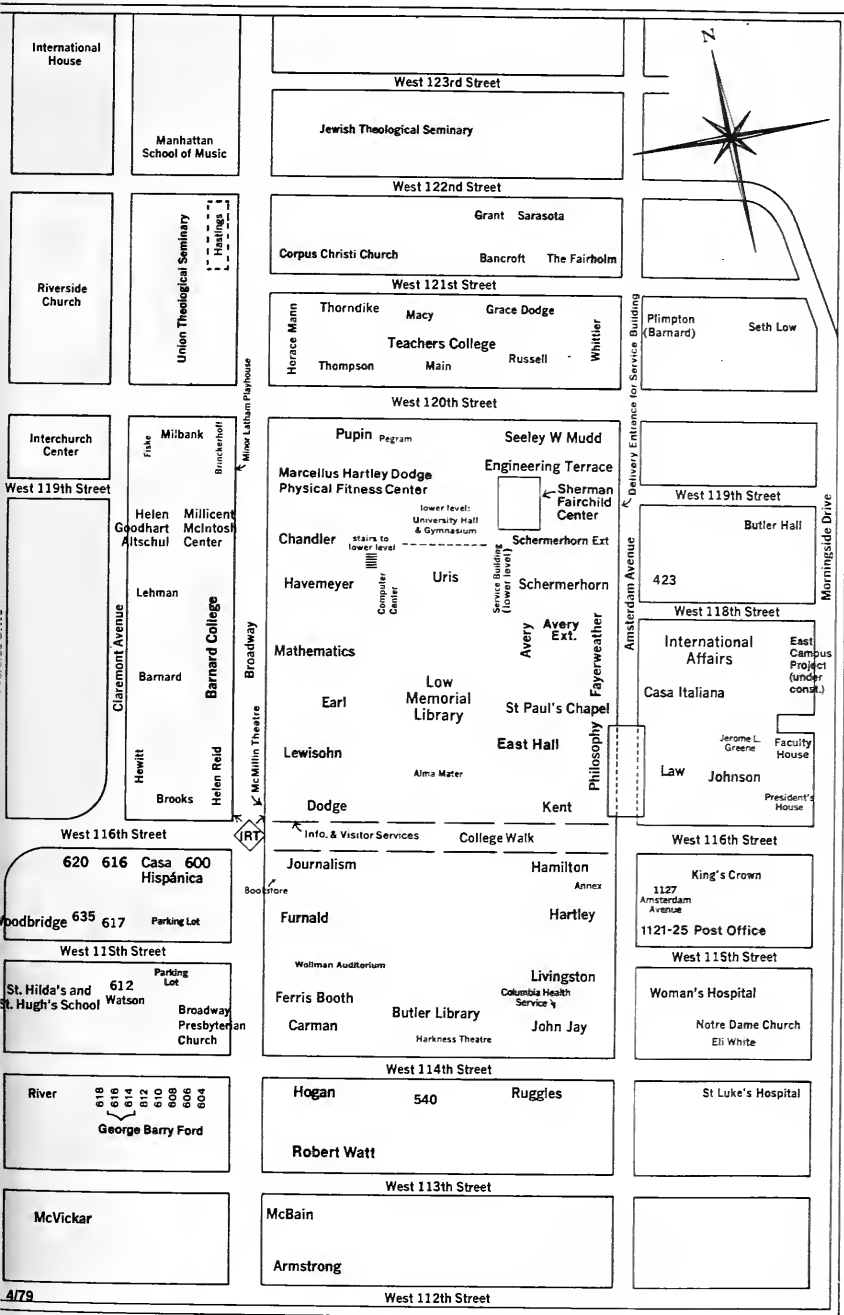 N
International
House
West 123rd Street
Manhattan
School of Music
Jewish Theological Seminary
West 122nd Street
Riverside
Church
Union Theological Seminary
Hastings
Grant Sarasota
Corpus Christi Church
Bancroft The Fairholm
West 121st Street
Horace Mann
Thorndike
Macy
Grace Dodge
Teachers College
Thompson
Main
Russell
Whittier
Delivery Entrance for Service Building
Plimpton
(Barnard)
Seth Low
Minor Latham Playhouse
West 120th Street
Interchurch
Center
West 119th Street
Fiske
Milbank
Brinckerhoff
Pupin Pegram
Seeley W Mudd
Marcellus Hartley Dodge
Physical Fitness Center
Engineering Terrace
Sherman
Fairchild
Center
West 119th Street
Helen
Goodhart
Altschul
Millicent
McIntosh
Center
lower level:
University Hall
& Gymnasium
Butler Hall
Chandler
stairs to
lower level
Schermerhorn Ext
Havemeyer
Computer
Center
Uris
Service Building
(lower level)
Schermerhorn
423
Morningside Drive
Lehman
West 118th Street
Claremont Avenue
Barnard College
Broadway
Mathematics
Avery
Avery
Ext.
Fayerweather
Amsterdam Avenue
International
Affairs
East
Campus
Project
(under
const.)
Barnard
Earl
Low
Memorial
Library
St Paul's Chapel
Casa Italiana
Hewitt
Helen Reid
McMillin Theatre
Lewisohn
East Hall
Philosophy
Jerome L.
Greene
Faculty
House
Alma Mater
Law
Johnson
Brooks
Dodge
Kent
President's
House
West 116th Street
IRT
Info. & Visitor Services
College Walk
West 116th Street
620 616 Casa 600
Hispánica
Journalism
Hamilton
King's Crown
Bookstore
Annex
1127
Amsterdam
Avenue
oodbridge 635 617 Parking Lot
Furnald
Hartley
1121-25 Post Office
West 115th Street
West 115th Street
Wollman Auditorium
St. Hilda's and
St. Hugh's School
612
Watson
Parking
Lot
Livingston
Woman's Hospital
Ferris Booth
Columbia Health
Service
Broadway
Presbyterian
Church
Butler Library
Carman
Harkness Theatre
John Jay
Notre Dame Church
Eli White
West 114th Street
River
618
616
614
812
610
608
606
604
George Barry Ford
Hogan
540
Ruggles
St Luke's Hospital
Robert Watt
West 113th Street
McVickar
McBain
Armstrong
4/79
West 112th Street